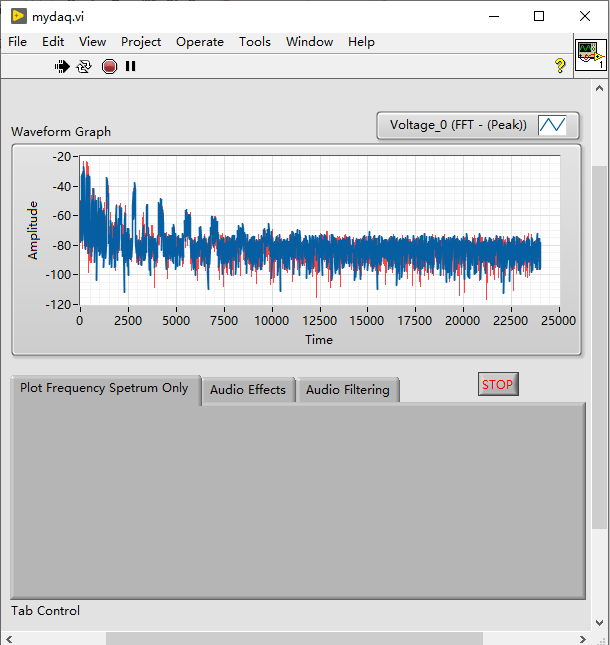 mydaq.vi
File Edit View Project Operate Tools Window Help
?
1
Voltage_0 (FFT - (Peak))
Waveform Graph
-20
-40
-60
-80
-100
-120
Amplitude
0 2500 5000 7500 10000 12500 15000 17500 20000 22500 25000
Time
Plot Frequency Spetrum Only Audio Effects Audio Filtering STOP
Tab Control